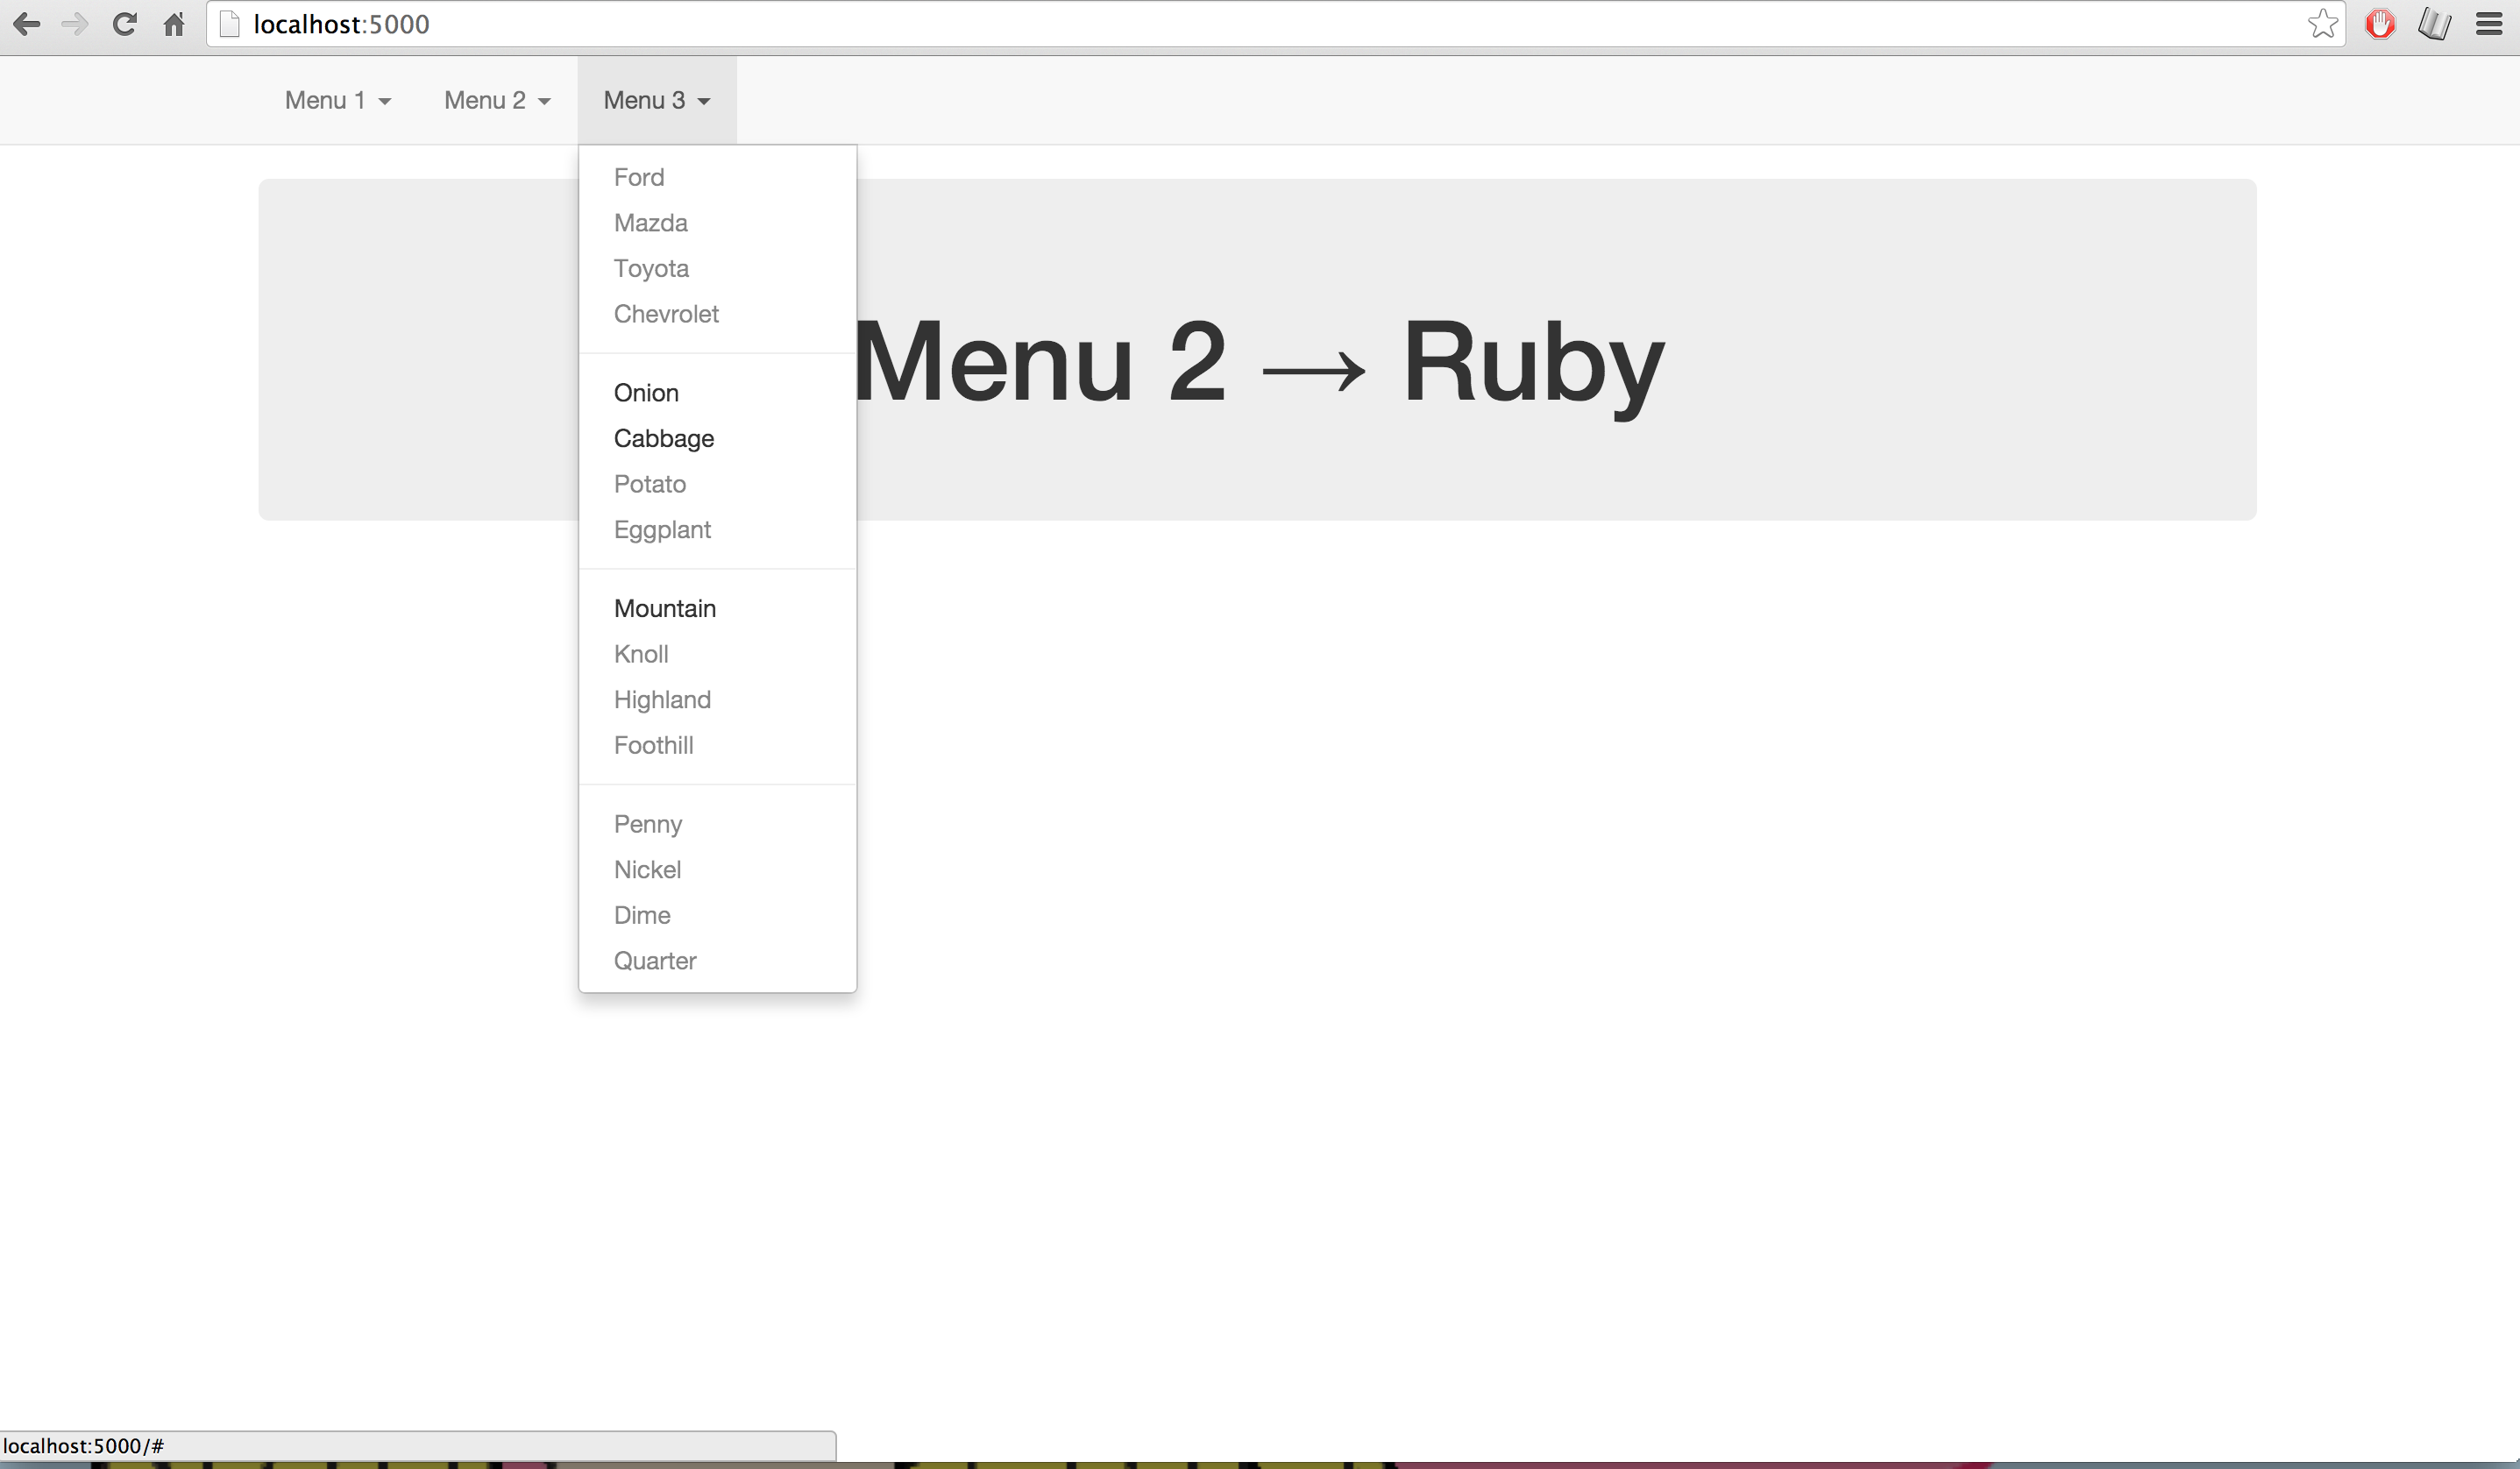 localhost:5000
Menu 1 Menu 2 Menu 3
Ford
Mazda
Toyota
Chevrolet
Menu 2 → Ruby
Onion
Cabbage
Potato
Eggplant
Mountain
Knoll
Highland
Foothill
Penny
Nickel
Dime
Quarter
localhost:5000/#